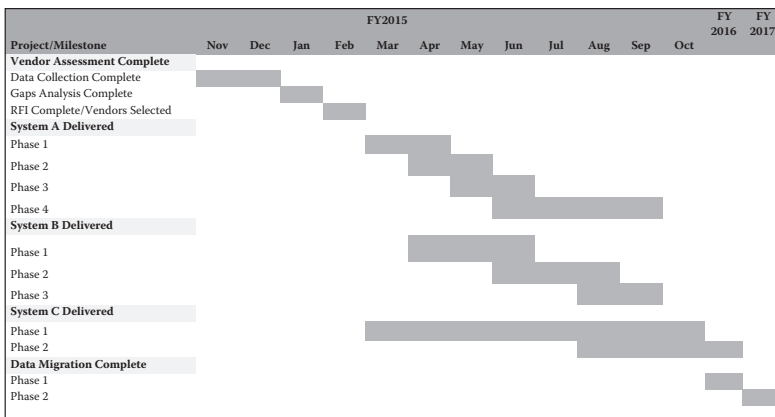 FY2015 FY FY
2016 2017
Project/Milestone Nov Dec Jan Feb Mar Apr May Jun Jul Aug Sep Oct
Vendor Assessment Complete
Data Collection Complete
Gaps Analysis Complete
RFI Complete/Vendors Selected
System A Delivered
Phase 1
Phase 2
Phase 3
Phase 4
System B Delivered
Phase 1
Phase 2
Phase 3
System C Delivered
Phase 1
Phase 2
Data Migration Complete
Phase 1
Phase 2